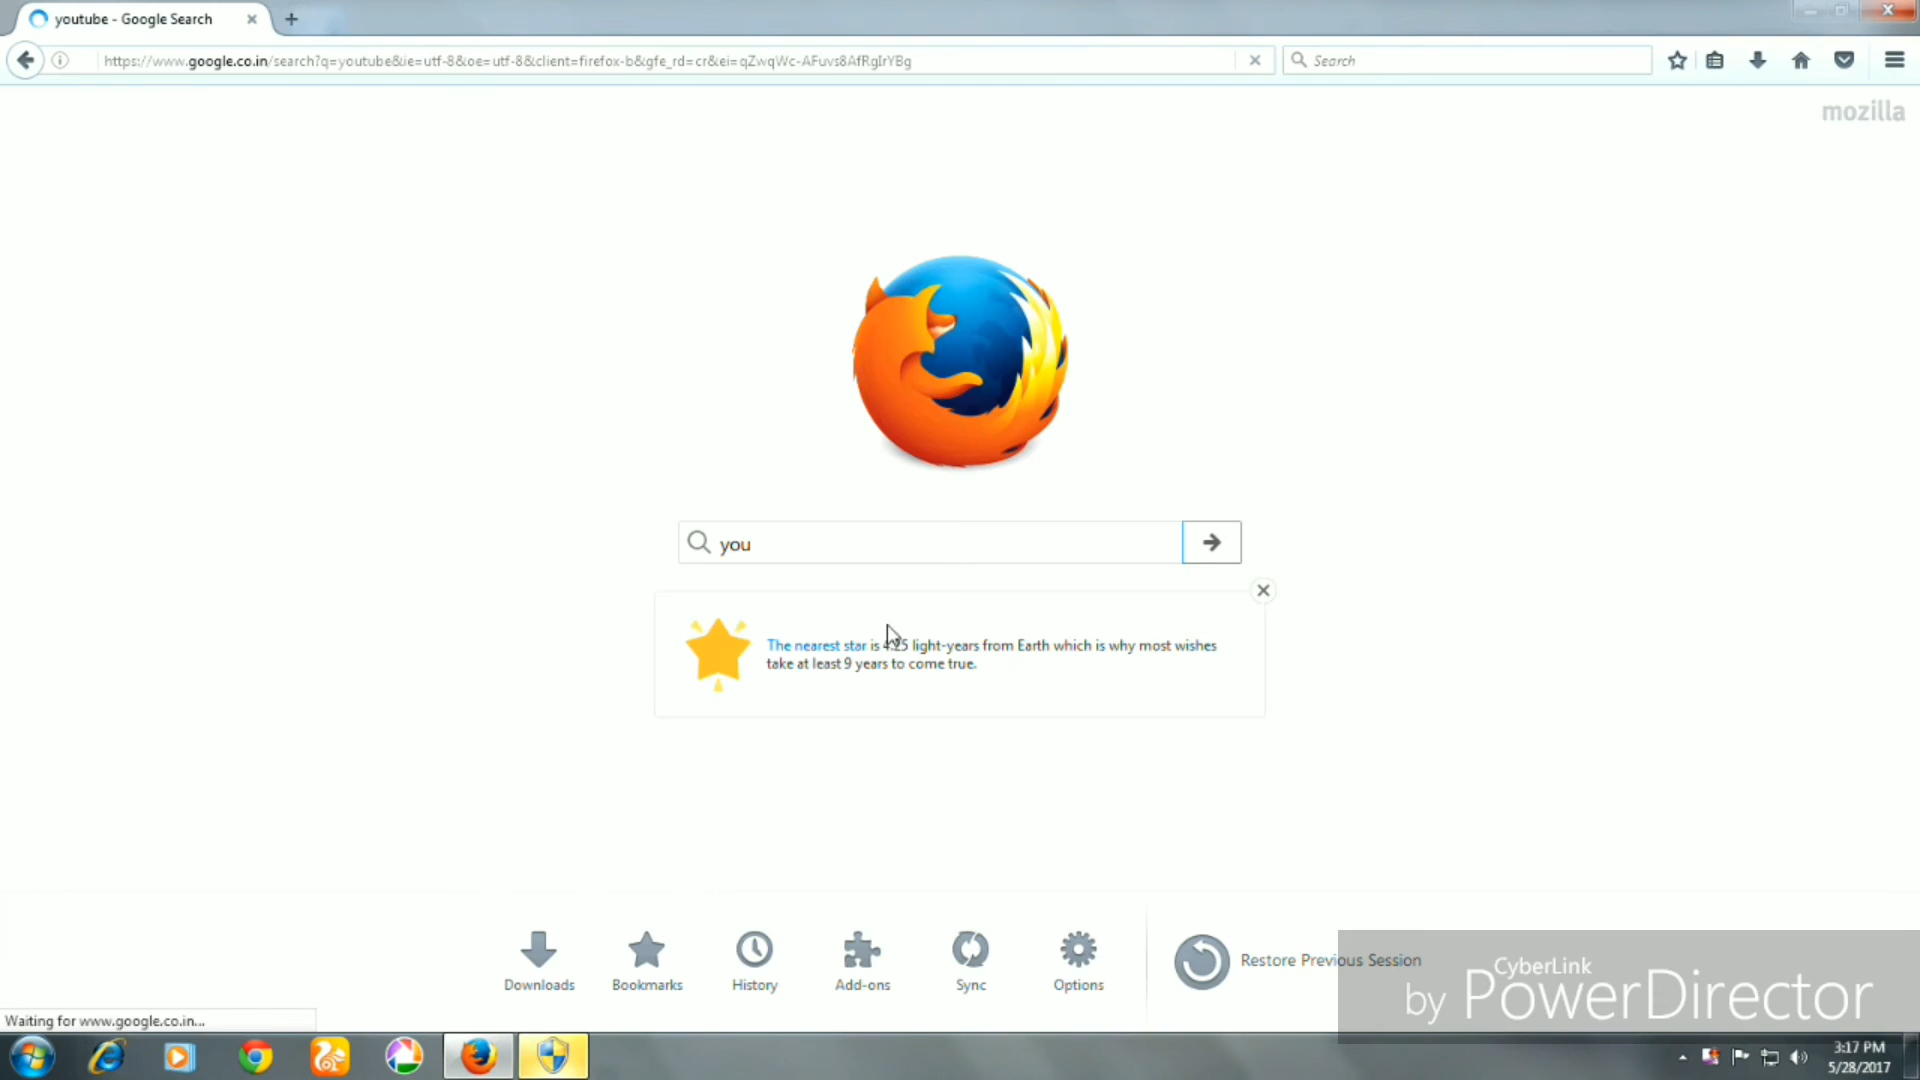 youtube - Google Search
https://www.google.co.in/search?q=youtube&ie=utf-8&oe=utf-8&client=firefox-b&gfe_rd=cr&ei=qZwqWc-AFuvs8AfRgIrYBg
Search
mozilla
you
The nearest star is 4.25 light-years from Earth which is why most wishes
take at least 9 years to come true.
Downloads
Bookmarks
History
Add-ons
Sync
Options
Restore Previous Session
by CyberLink
PowerDirector
Waiting for www.google.co.in...
3:17 PM
5/28/2017